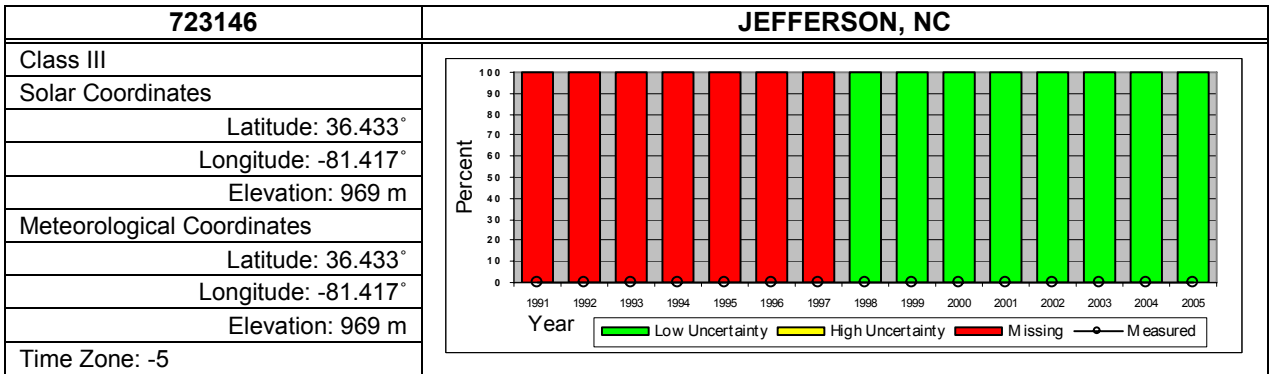 723146
JEFFERSON, NC
Class III
Solar Coordinates
Latitude: 36.433˚
Longitude: -81.417˚
Elevation: 969 m
Meteorological Coordinates
Latitude: 36.433˚
Longitude: -81.417˚
Elevation: 969 m
Time Zone: -5
Percent
100
90
80
70
60
50
40
30
20
10
0
1991 1992 1993 1994 1995 1996 1997 1998 1999 2000 2001 2002 2003 2004 2005
Year
Low Uncertainty High Uncertainty Missing Measured